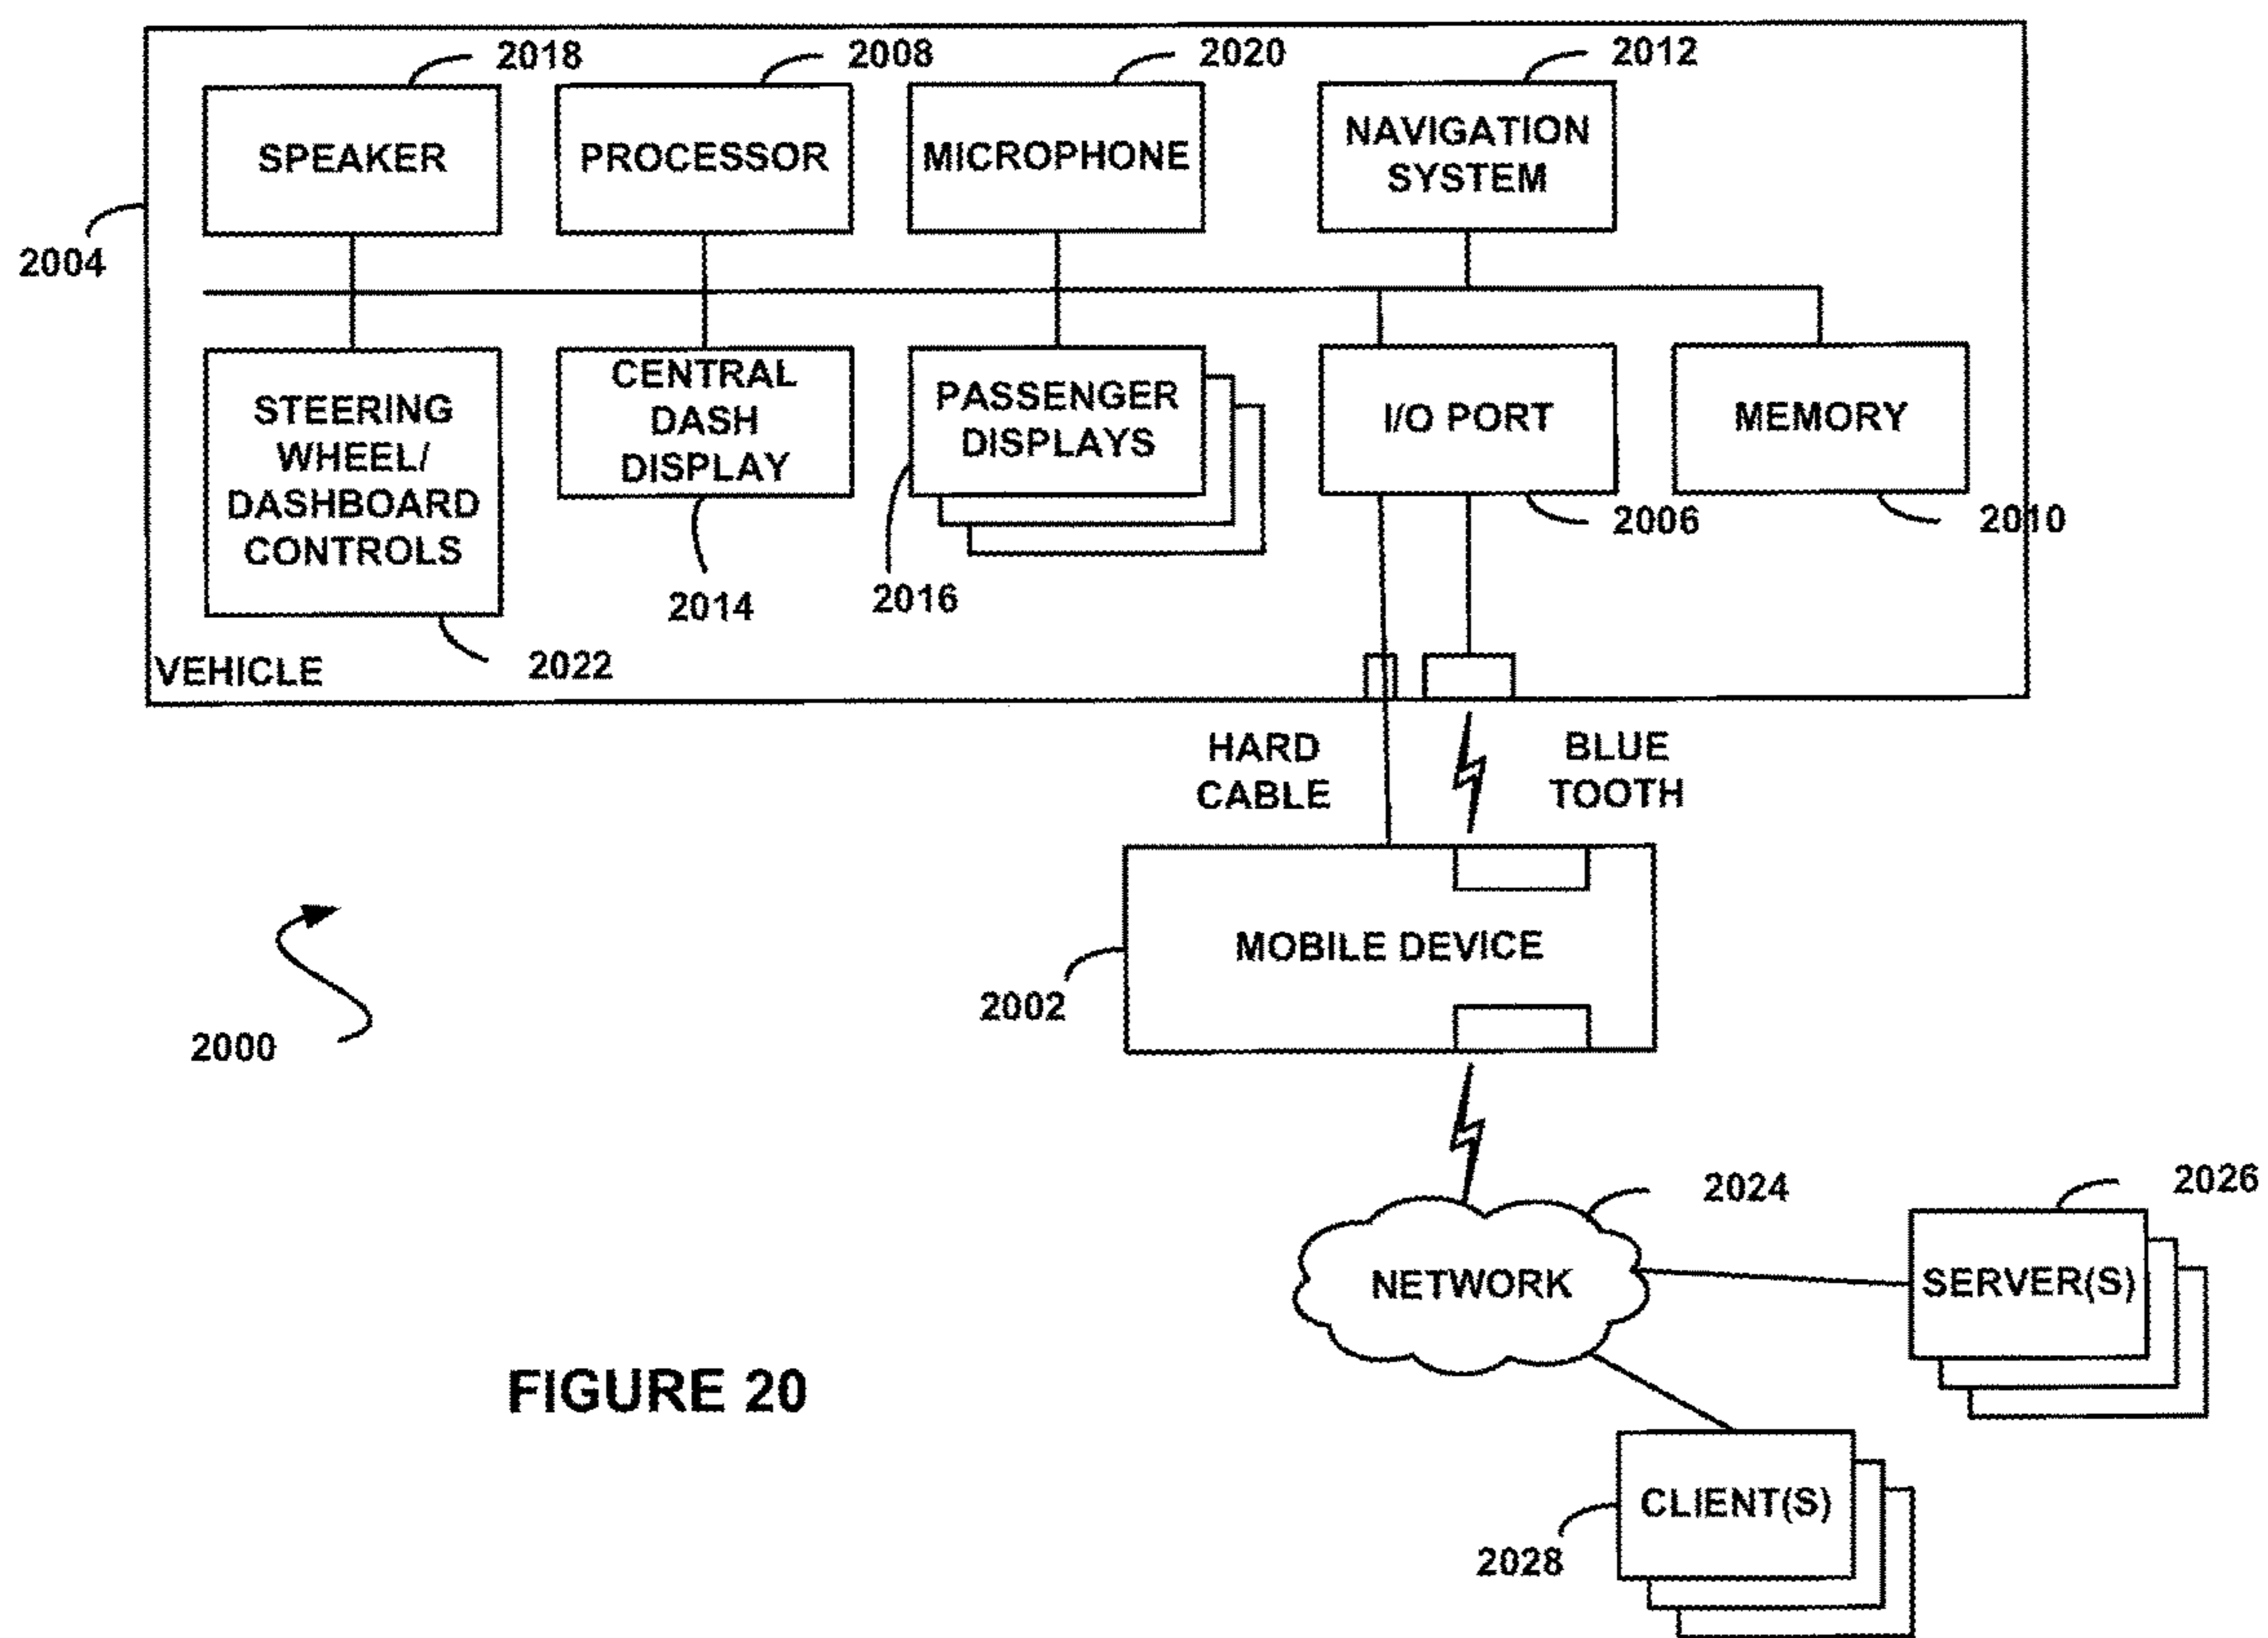 2018
2008
2020
2012
SPEAKER
PROCESSOR
MICROPHONE
NAVIGATION
SYSTEM
2004
STEERING
WHEEL/
DASHBOARD
CONTROLS
CENTRAL
DASH
DISPLAY
PASSENGER
DISPLAYS
I/O PORT
MEMORY
2006
2010
2014
2016
2022
VEHICLE
HARD
CABLE
BLUE
TOOTH
MOBILE DEVICE
2002
2000
2024
2026
NETWORK
SERVER(S)
FIGURE 20
CLIENT(S)
2028